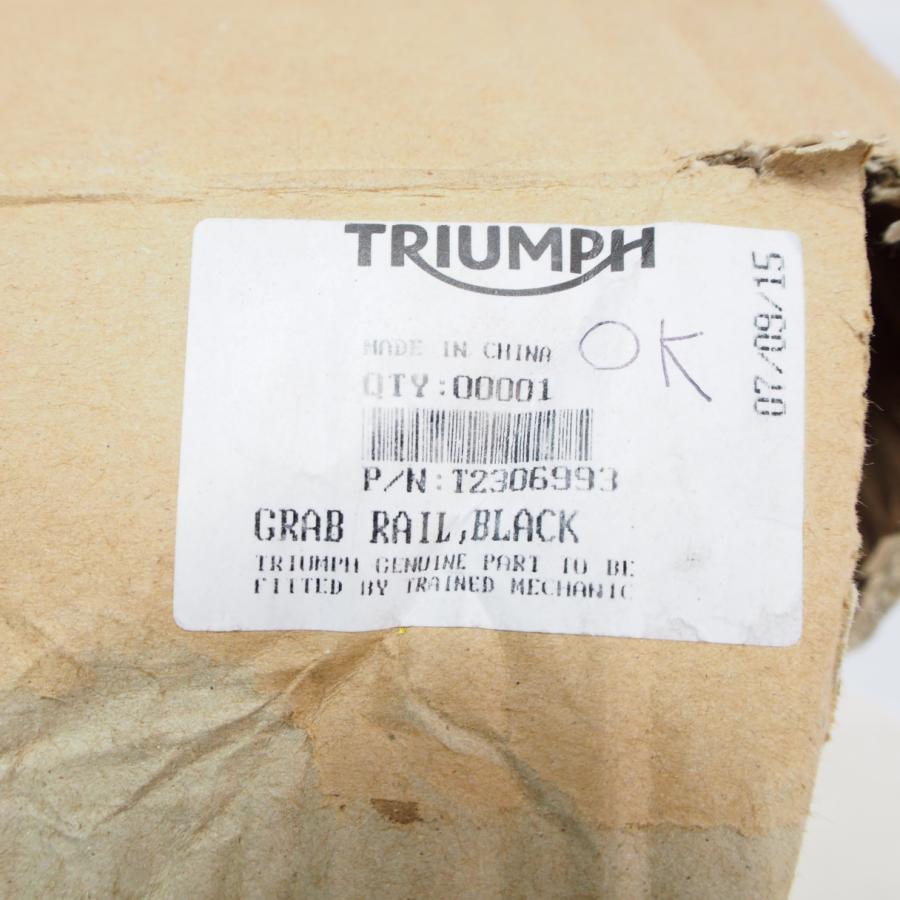 TRIUMPH
07/09/15
MADE IN CHINA
OK
QTY:00001
P/N:T2306993
GRAB RAIL,BLACK
TRIUMPH GENUINE PART TO BE
FITTED BY TRAINED MECHANIC